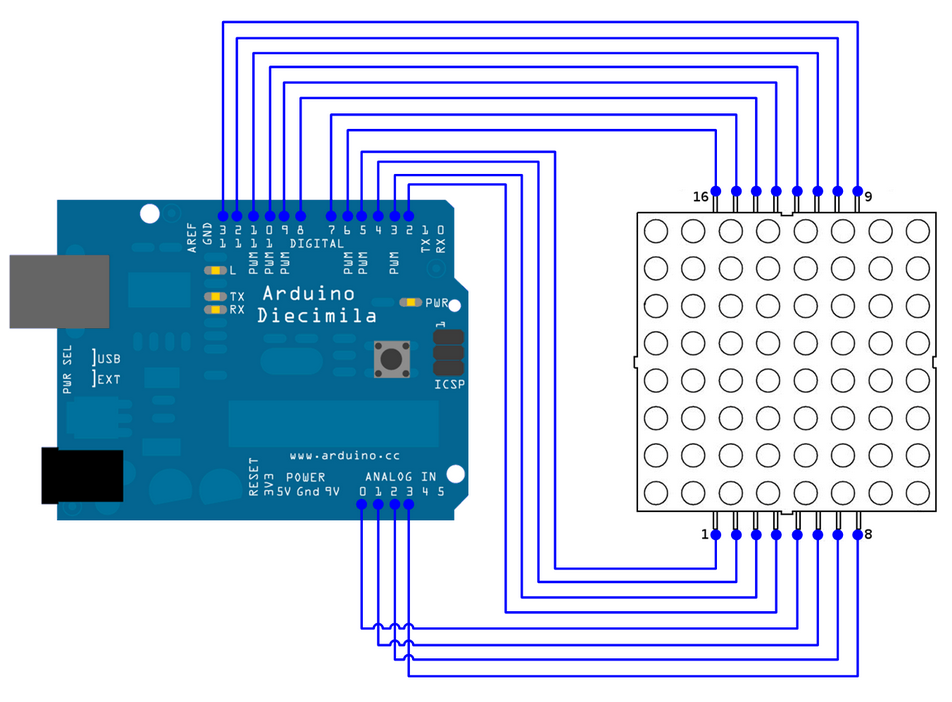 16 9
AREF
GND
13
12
11
10
9
8
7
6
5
4
3
2
1
0
DIGITAL
TX
RX
PWM
PWM
PWM
PWM
PWM
PWM
L
TX
RX
Arduino
Diecimila
PWR
1
ICSP
PWR SEL
USB
EXT
www.arduino.cc
RESET
3V3
POWER
5V Gnd 9V
ANALOG IN
0 1 2 3 4 5
1 8